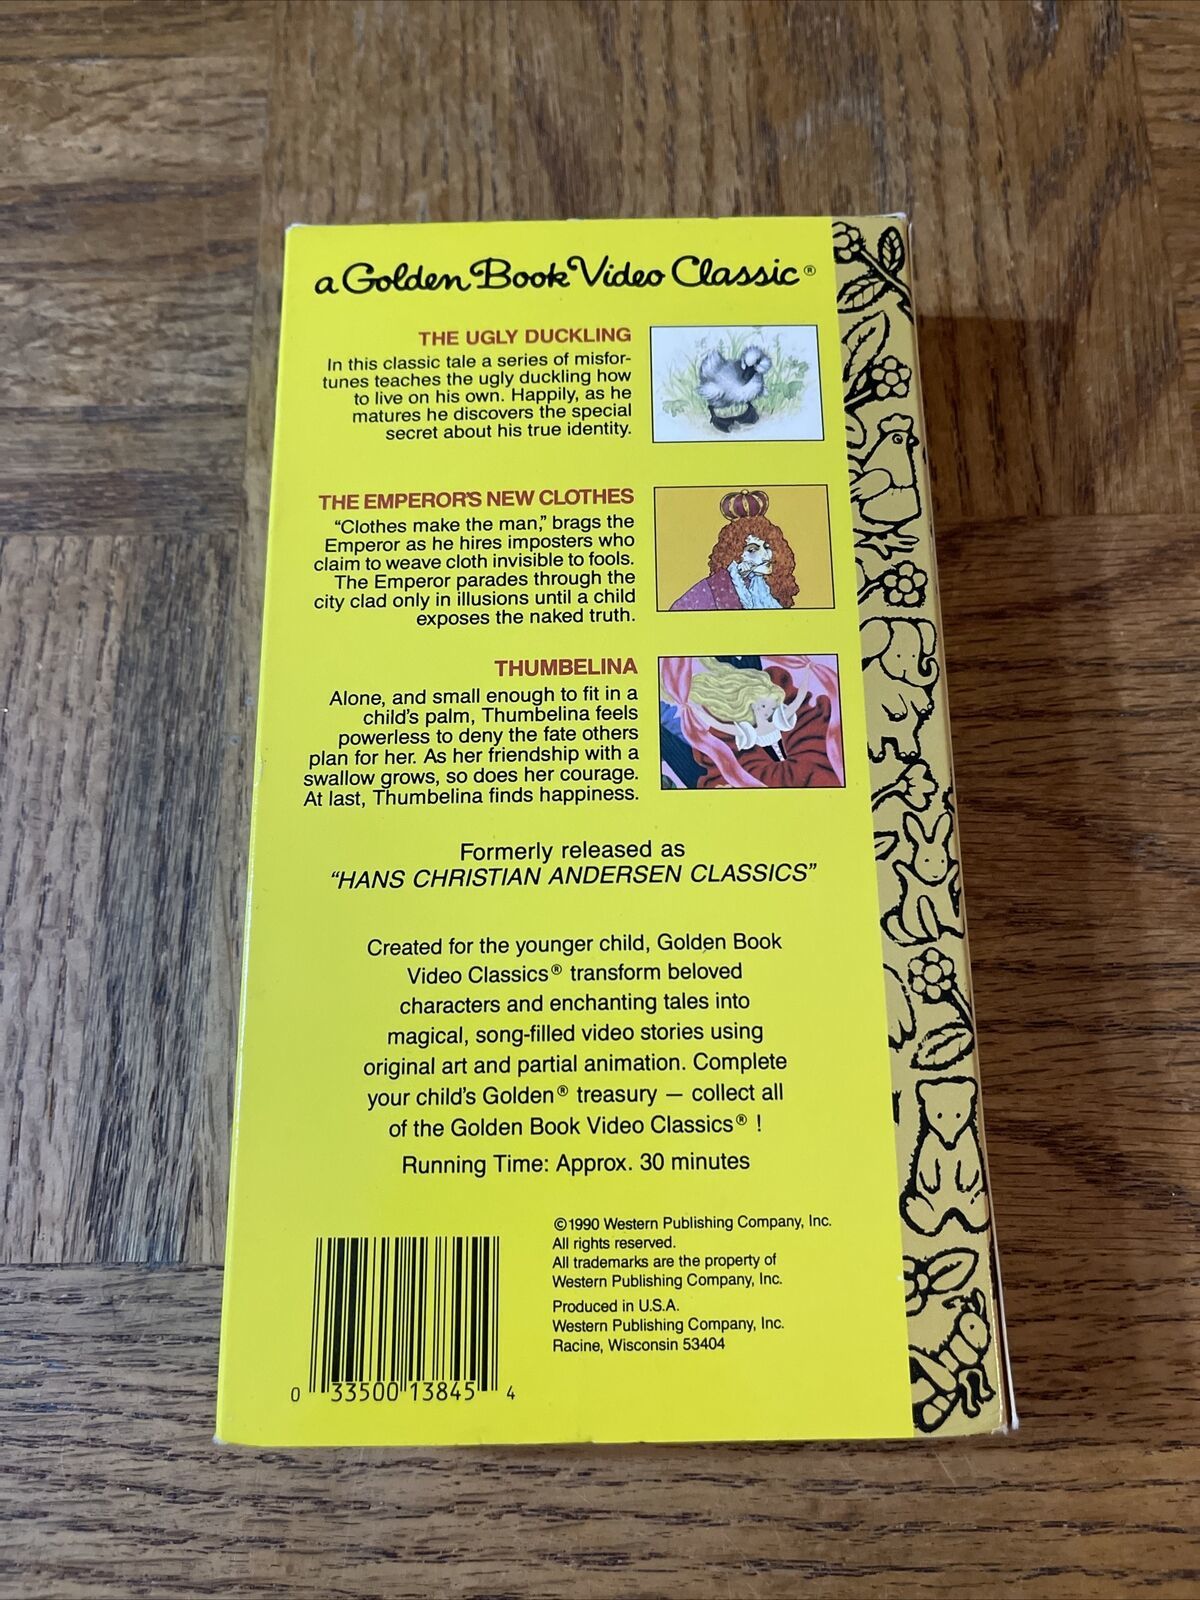 a Golden Book Video Classic®
THE UGLY DUCKLING
In this classic tale a series of misfor-
tunes teaches the ugly duckling how
to live on his own. Happily, as he
matures he discovers the special
secret about his true identity.
THE EMPEROR'S NEW CLOTHES
“Clothes make the man,” brags the
Emperor as he hires imposters who
claim to weave cloth invisible to fools.
The Emperor parades through the
city clad only in illusions until a child
exposes the naked truth.
THUMBELINA
Alone, and small enough to fit in a
child's palm, Thumbelina feels
powerless to deny the fate others
plan for her. As her friendship with a
swallow grows, so does her courage.
At last, Thumbelina finds happiness.
Formerly released as
“HANS CHRISTIAN ANDERSEN CLASSICS”
Created for the younger child, Golden Book
Video Classics® transform beloved
characters and enchanting tales into
magical, song-filled video stories using
original art and partial animation. Complete
your child's Golden® treasury — collect all
of the Golden Book Video Classics® !
Running Time: Approx. 30 minutes
©1990 Western Publishing Company, Inc.
All rights reserved.
All trademarks are the property of
Western Publishing Company, Inc.
Produced in U.S.A.
Western Publishing Company, Inc.
Racine, Wisconsin 53404
0 33500 13845 4